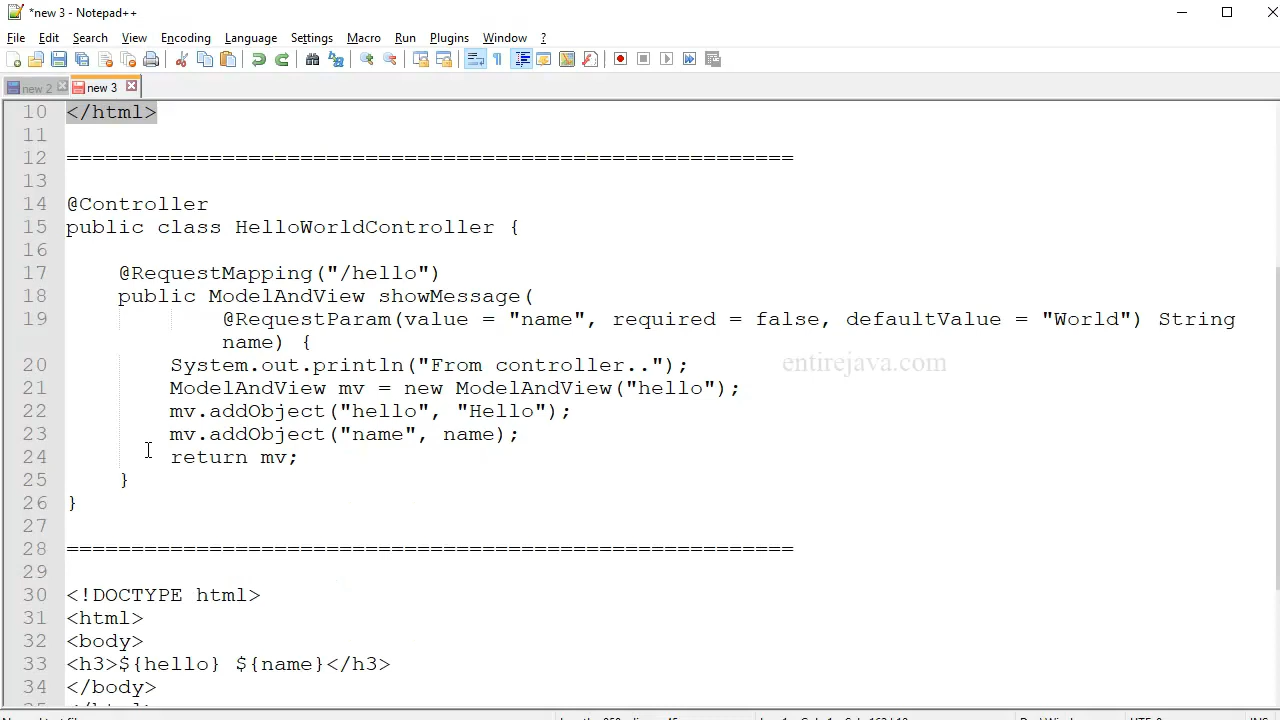 *new 3 - Notepad++
File Edit Search View Encoding Language Settings Macro Run Plugins Window ?
new 2 new 3
10 </html>
11
12 ========================================================
13
14 @Controller
15 public class HelloWorldController {
16
17 @RequestMapping("/hello")
18 public ModelAndView showMessage(
19 @RequestParam(value = "name", required = false, defaultValue = "World") String
name) {
20 System.out.println("From controller..");
21 ModelAndView mv = new ModelAndView("hello");
22 mv.addObject("hello", "Hello");
23 mv.addObject("name", name);
24 return mv;
25 }
26 }
27
28 ========================================================
29
30 <!DOCTYPE html>
31 <html>
32 <body>
33 <h3>${hello} ${name}</h3>
34 </body>
entirejava.com